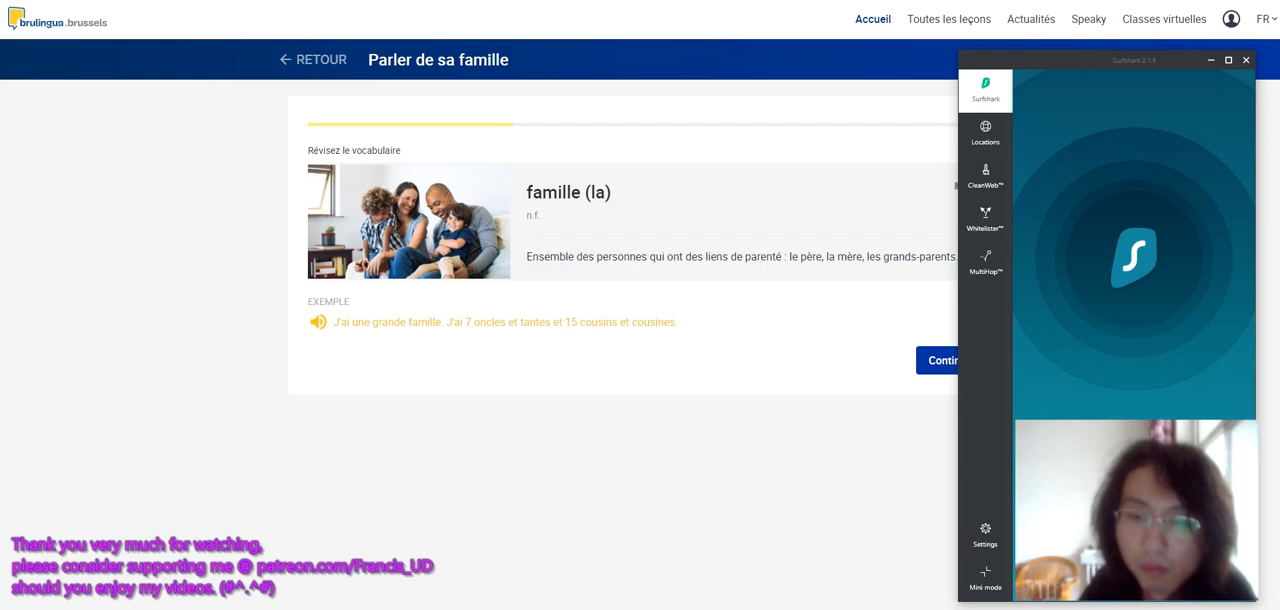 brulingua.brussels
Accueil Toutes les leçons Actualités Speaky Classes virtuelles FR
← RETOUR Parler de sa famille
Surfshark 2.1.5
Surfshark
Locations
CleanWeb™
Whitelister™
MultiHop™
Settings
Mini mode
Révisez le vocabulaire
famille (la)
n.f.
Ensemble des personnes qui ont des liens de parenté : le père, la mère, les grands-parents.
EXEMPLE
J'ai une grande famille. J'ai 7 oncles et tantes et 15 cousins et cousines.
Contin
Thank you very much for watching,
please consider supporting me @ patreon.com/Francis_UD
should you enjoy my videos. (#^.^#)